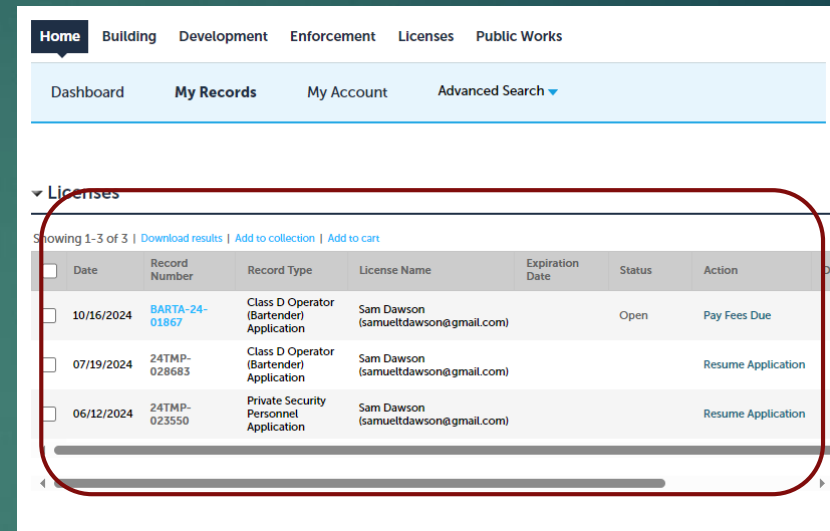 Home Building Development Enforcement Licenses Public Works
Dashboard My Records My Account Advanced Search
Licenses
Showing 1-3 of 3 | Download results | Add to collection | Add to cart
Date Record Number Record Type License Name Expiration Date Status Action
10/16/2024 BARTA-24-01867 Class D Operator (Bartender) Application Sam Dawson (samueltdawson@gmail.com) Open Pay Fees Due
07/19/2024 24TMP-028683 Class D Operator (Bartender) Application Sam Dawson (samueltdawson@gmail.com) Resume Application
06/12/2024 24TMP-023550 Private Security Personnel Application Sam Dawson (samueltdawson@gmail.com) Resume Application